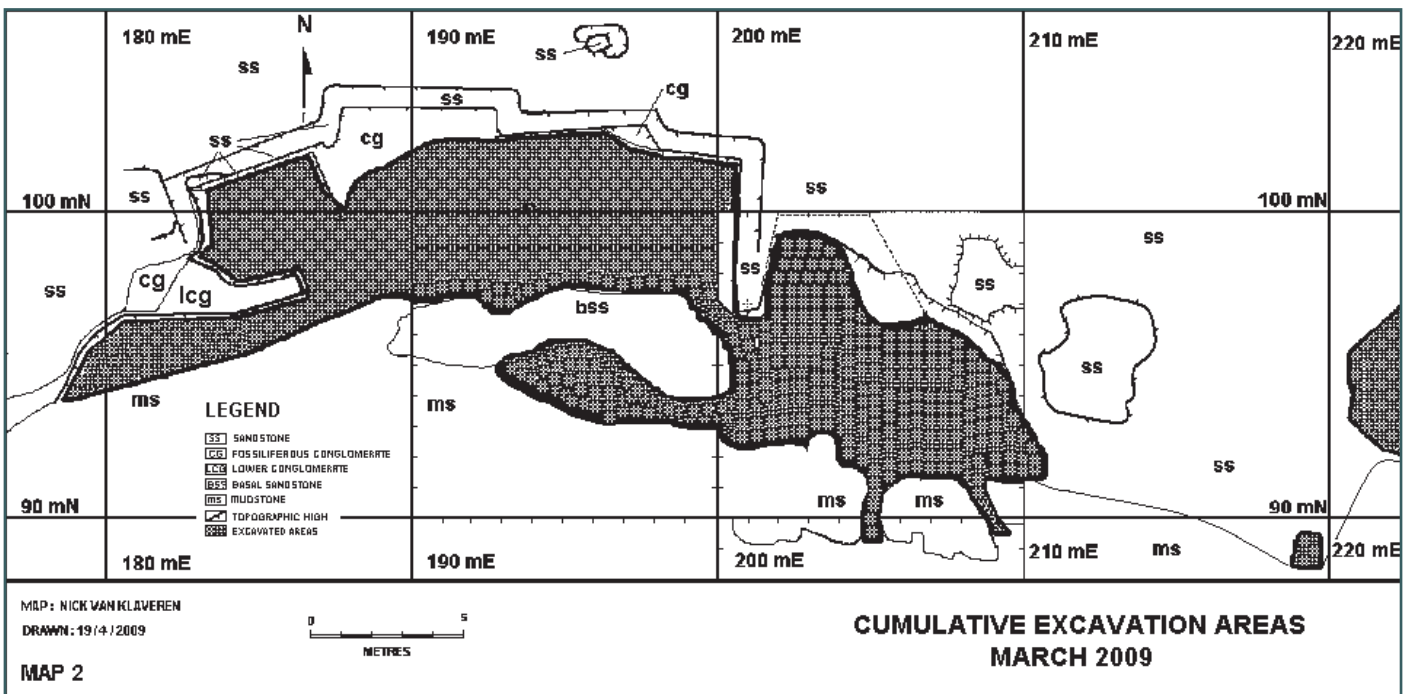 180 mE
N
190 mE
200 mE
210 mE
220 mE
ss
ss
cg
ss
ss
cg
ss
ss
ss
100 mN
100 mN
ss
cg
lcg
ss
ss
ss
bss
ss
ms
ms
LEGEND
SS SANDSTONE
CG FOSSILIFEROUS CONGLOMERATE
LCG LOWER CONGLOMERATE
BSS BASAL SANDSTONE
MS MUDSTONE
TOPOGRAPHIC HIGH
EXCAVATED AREAS
ss
ms
ms
90 mN
90 mN
ms
180 mE
190 mE
200 mE
210 mE
220 mE
MAP: NICK VAN KLAVEREN
DRAWN: 19/4/2009
MAP 2
0 5
METRES
CUMULATIVE EXCAVATION AREAS
MARCH 2009